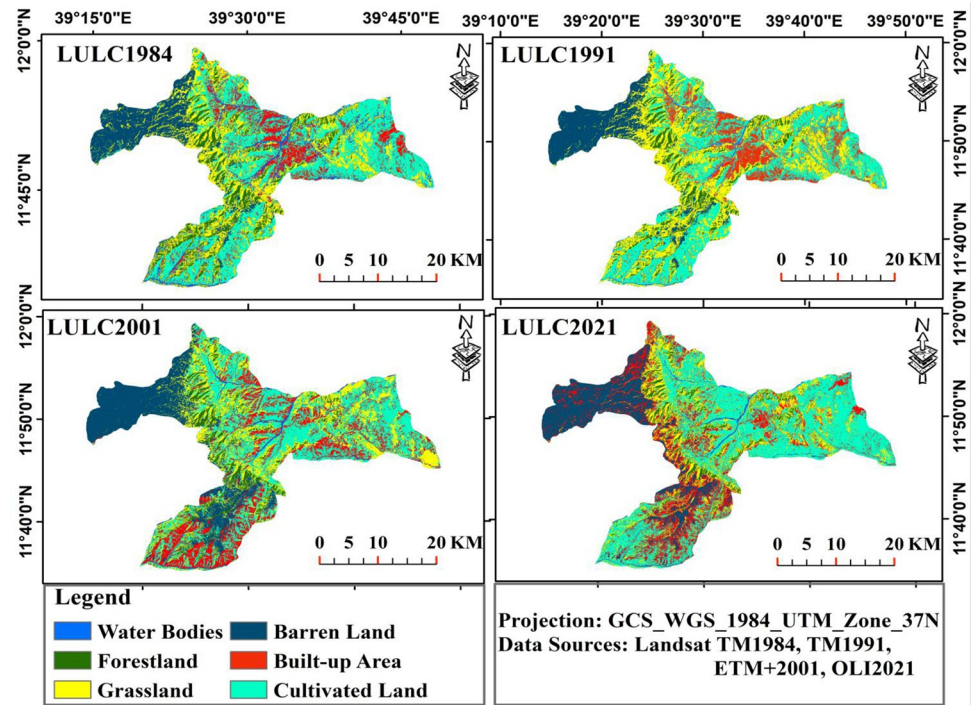 39°15'0"E 39°30'0"E 39°45'0"E
39°10'0"E 39°20'0"E 39°30'0"E 39°40'0"E 39°50'0"E
12°0'0"N
11°45'0"N
LULC1984
N
0 5 10 20 KM
LULC1991
N
0 5 10 20 KM
12°0'0"N
11°50'0"N
11°40'0"N
12°0'0"N
11°50'0"N
11°40'0"N
LULC2001
N
0 5 10 20 KM
LULC2021
N
0 5 10 20 KM
12°0'0"N
11°50'0"N
11°40'0"N
Legend
Water Bodies
Barren Land
Forestland
Built-up Area
Grassland
Cultivated Land
Projection: GCS_WGS_1984_UTM_Zone_37N
Data Sources: Landsat TM1984, TM1991,
ETM+2001, OLI2021